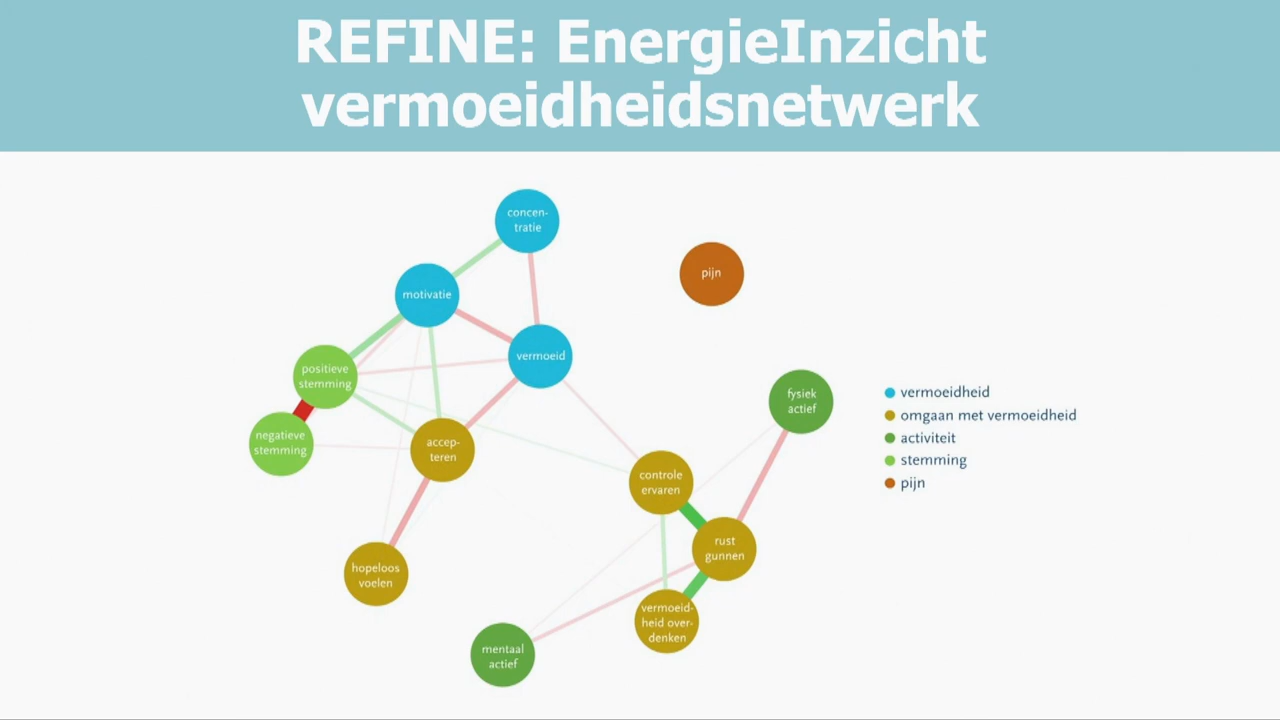 REFINE: EnergieInzicht
vermoeidheidsnetwerk
concen-
tratie
pijn
motivatie
vermoeid
positieve
stemming
fysiek
actief
negatieve
stemming
accep-
teren
controle
ervaren
rust
gunnen
hopeloos
voelen
vermoeid-
heid over-
denken
mentaal
actief
vermoeidheid
omgaan met vermoeidheid
activiteit
stemming
pijn